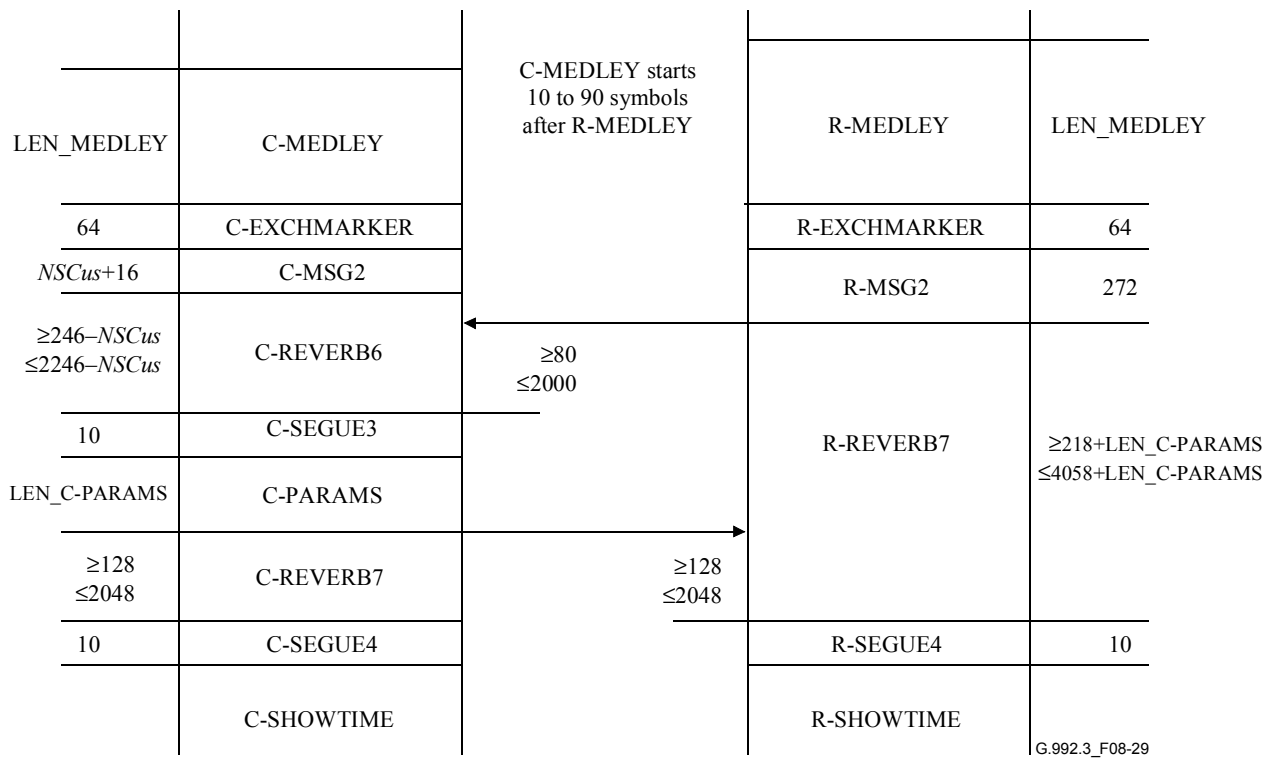 C-MEDLEY starts
10 to 90 symbols
after R-MEDLEY
LEN_MEDLEY
C-MEDLEY
R-MEDLEY
LEN_MEDLEY
64
C-EXCHMARKER
R-EXCHMARKER
64
NSCus+16
C-MSG2
R-MSG2
272
≥246–NSCus
≤2246–NSCus
C-REVERB6
≥80
≤2000
10
C-SEGUE3
R-REVERB7
≥218+LEN_C-PARAMS
≤4058+LEN_C-PARAMS
LEN_C-PARAMS
C-PARAMS
≥128
≤2048
C-REVERB7
≥128
≤2048
10
C-SEGUE4
R-SEGUE4
10
C-SHOWTIME
R-SHOWTIME
G.992.3_F08-29